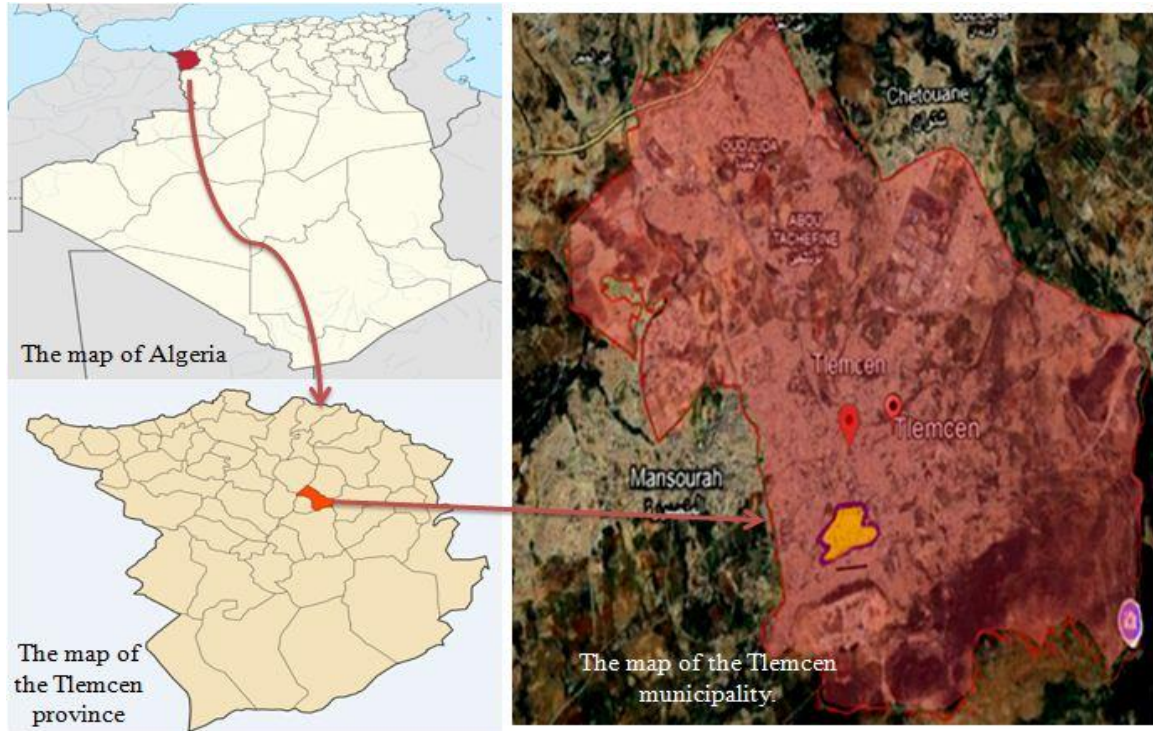 The map of Algeria
The map of
the Tlemcen
province
Chetouane
شتوان
OUDJLIDA
ABOU
TACHEFINE
Tlemcen
Tlemcen
Mansourah
The map of the Tlemcen
municipality.